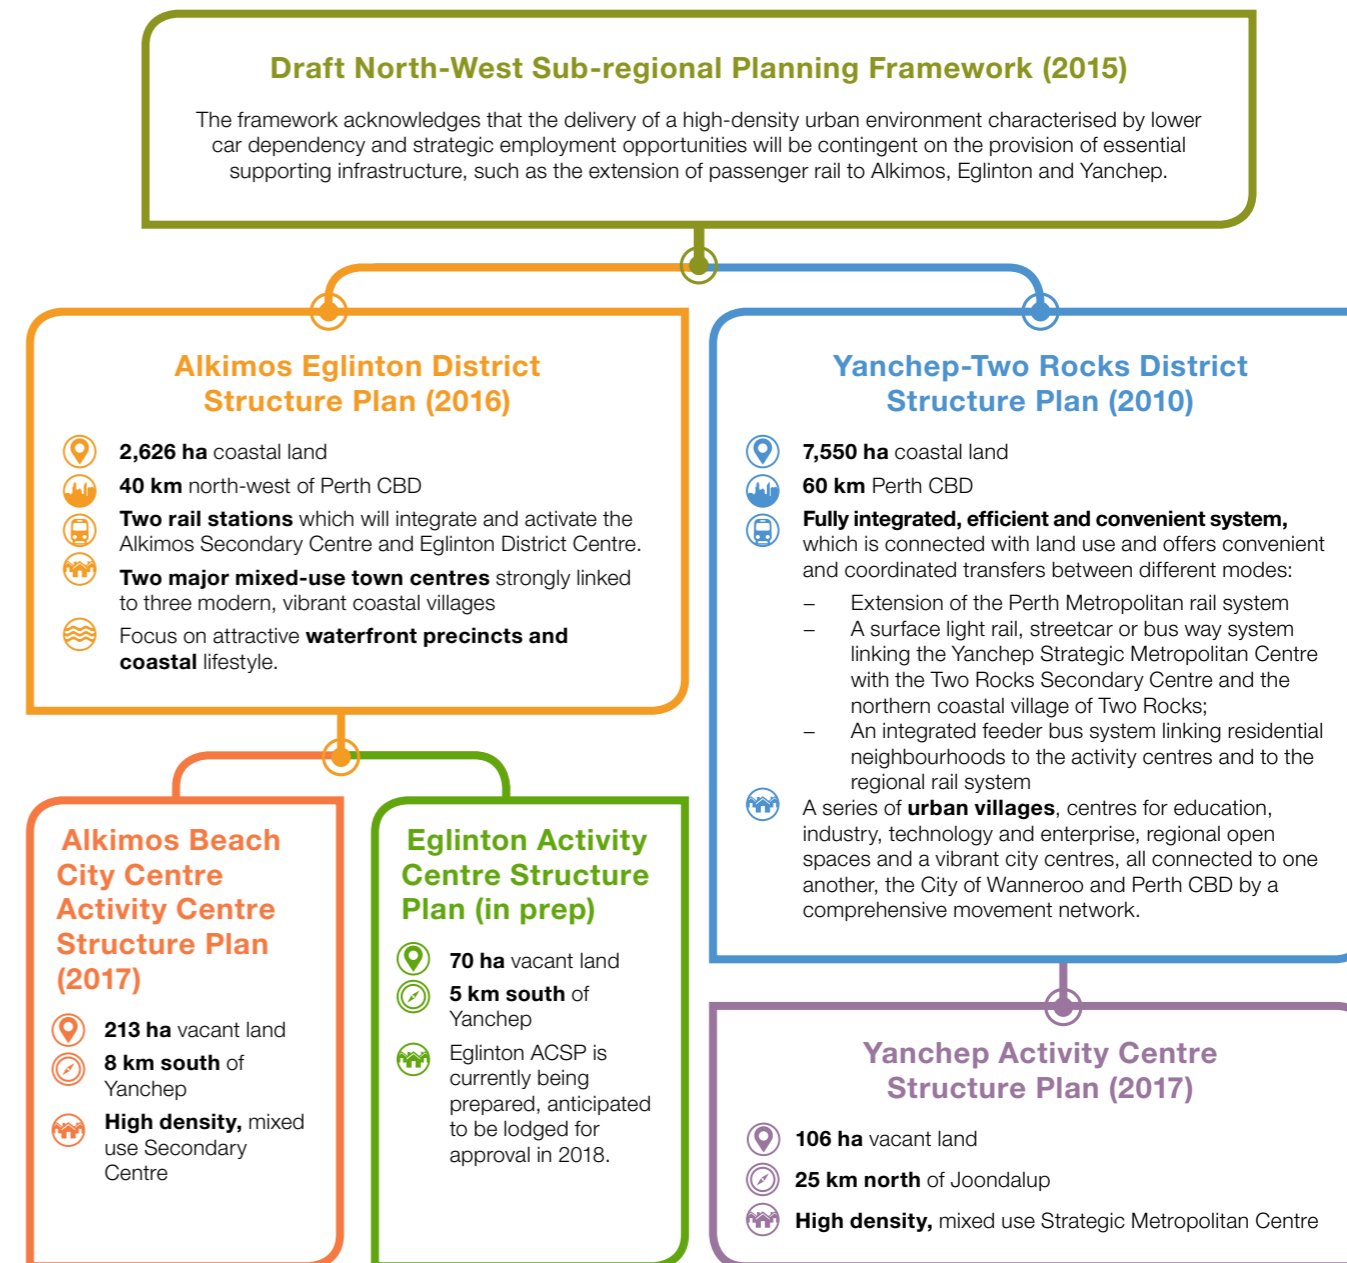 Draft North-West Sub-regional Planning Framework (2015)
The framework acknowledges that the delivery of a high-density urban environment characterised by lower
car dependency and strategic employment opportunities will be contingent on the provision of essential
supporting infrastructure, such as the extension of passenger rail to Alkimos, Eglinton and Yanchep.
Alkimos Eglinton District
Structure Plan (2016)
2,626 ha coastal land
40 km north-west of Perth CBD
Two rail stations which will integrate and activate the
Alkimos Secondary Centre and Eglinton District Centre.
Two major mixed-use town centres strongly linked
to three modern, vibrant coastal villages
Focus on attractive waterfront precincts and
coastal lifestyle.
Yanchep-Two Rocks District
Structure Plan (2010)
7,550 ha coastal land
60 km Perth CBD
Fully integrated, efficient and convenient system,
which is connected with land use and offers convenient
and coordinated transfers between different modes:
– Extension of the Perth Metropolitan rail system
– A surface light rail, streetcar or bus way system
linking the Yanchep Strategic Metropolitan Centre
with the Two Rocks Secondary Centre and the
northern coastal village of Two Rocks;
– An integrated feeder bus system linking residential
neighbourhoods to the activity centres and to the
regional rail system
A series of urban villages, centres for education,
industry, technology and enterprise, regional open
spaces and a vibrant city centres, all connected to one
another, the City of Wanneroo and Perth CBD by a
comprehensive movement network.
Alkimos Beach
City Centre
Activity Centre
Structure Plan
(2017)
213 ha vacant land
8 km south of
Yanchep
High density, mixed
use Secondary
Centre
Eglinton Activity
Centre Structure
Plan (in prep)
70 ha vacant land
5 km south of
Yanchep
Eglinton ACSP is
currently being
prepared, anticipated
to be lodged for
approval in 2018.
Yanchep Activity Centre
Structure Plan (2017)
106 ha vacant land
25 km north of Joondalup
High density, mixed use Strategic Metropolitan Centre